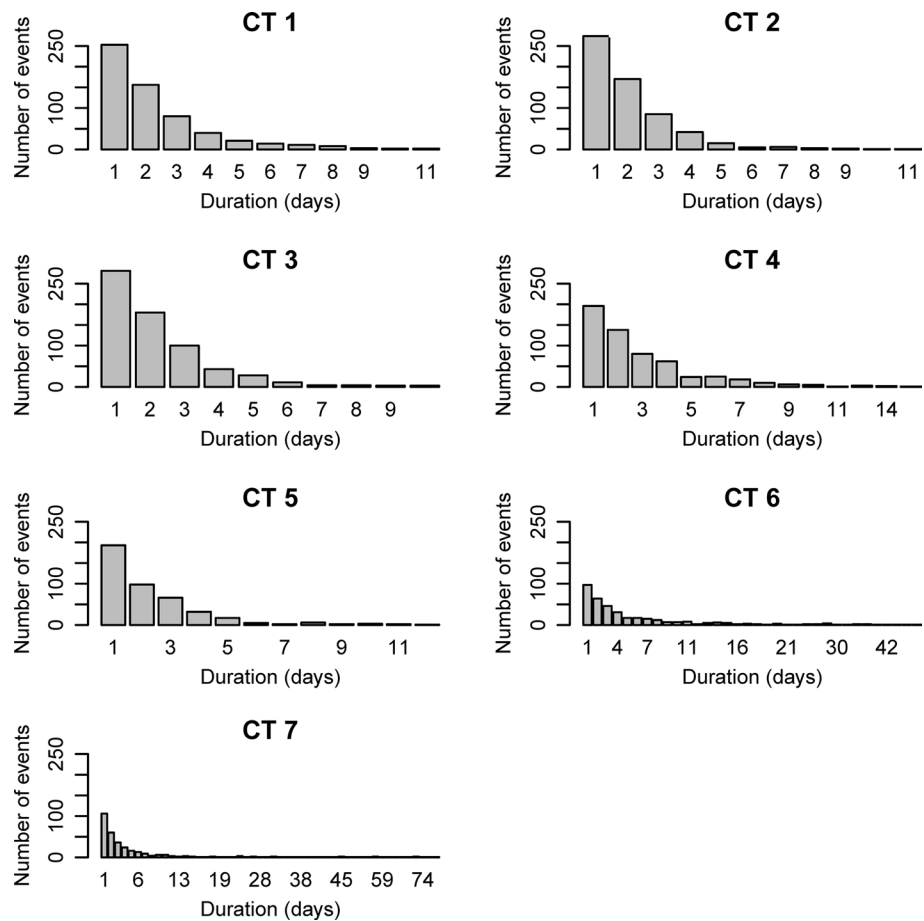 CT 1
Number of events
0 100 250
1 2 3 4 5 6 7 8 9 11
Duration (days)
CT 2
Number of events
0 100 250
1 2 3 4 5 6 7 8 9 11
Duration (days)
CT 3
Number of events
0 100 250
1 2 3 4 5 6 7 8 9
Duration (days)
CT 4
Number of events
0 100 250
1 3 5 7 9 11 14
Duration (days)
CT 5
Number of events
0 100 250
1 3 5 7 9 11
Duration (days)
CT 6
Number of events
0 100 250
1 4 7 11 16 21 30 42
Duration (days)
CT 7
Number of events
0 100 250
1 6 13 19 28 38 45 59 74
Duration (days)